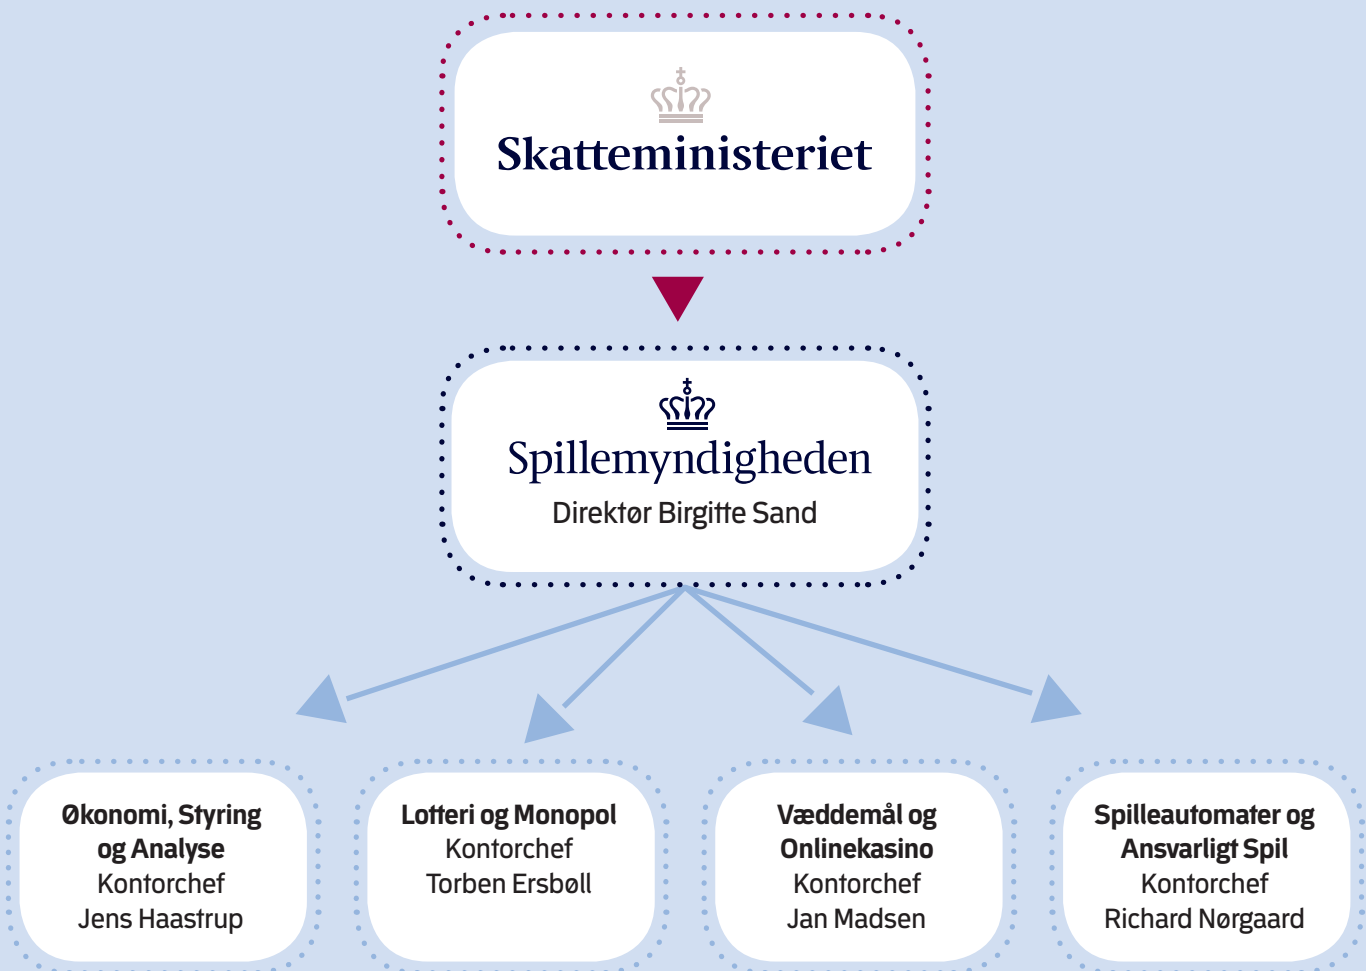 Skatteministeriet
Spillemyndigheden
Direktør Birgitte Sand
Økonomi, Styring
og Analyse
Kontorchef
Jens Haastrup
Lotteri og Monopol
Kontorchef
Torben Ersbøll
Væddemål og
Onlinekasino
Kontorchef
Jan Madsen
Spilleautomater og
Ansvarligt Spil
Kontorchef
Richard Nørgaard